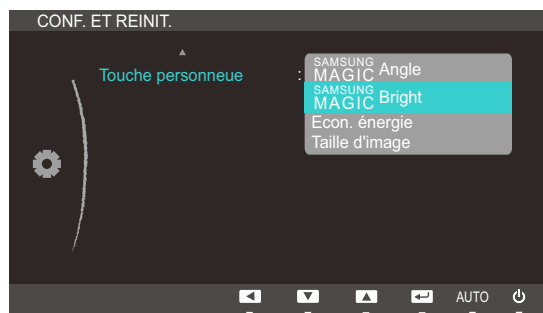 CONF. ET REINIT.
Touche personneue : SAMSUNG MAGIC Angle
SAMSUNG MAGIC Bright
Econ. énergie
Taille d'image
AUTO